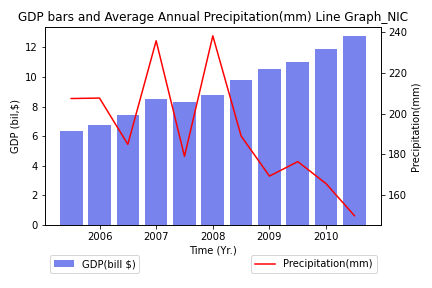 GDP bars and Average Annual Precipitation(mm) Line Graph_NIC
GDP (bil,$)
12
10
8
6
4
2
0
240
220
200
180
160
Precipitation(mm)
2006 2007 2008 2009 2010
Time (Yr.)
GDP(bill $)
Precipitation(mm)